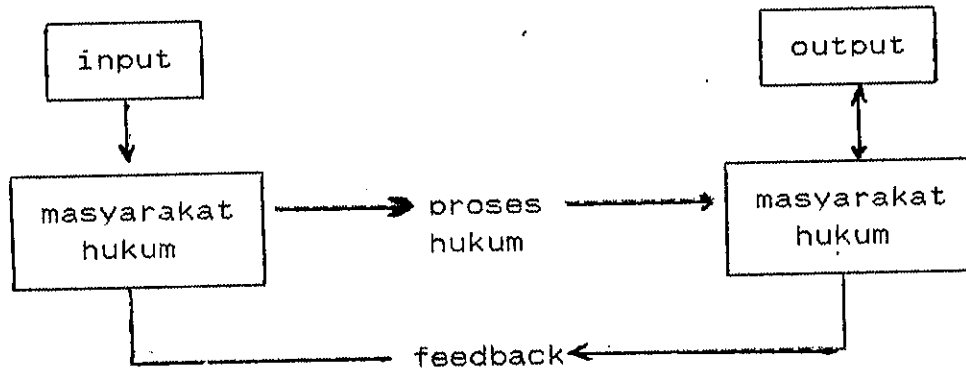 input
output
masyarakat
hukum
proses
hukum
masyarakat
hukum
feedback